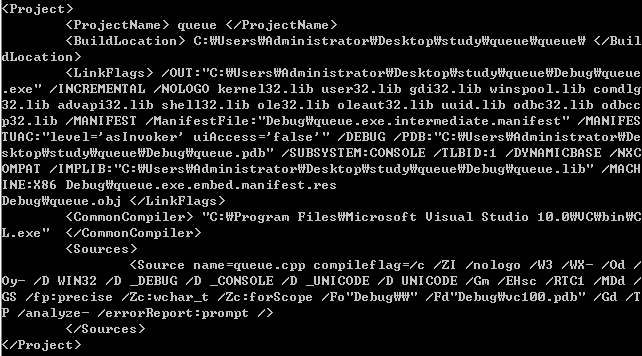 <Project>
        <ProjectName> queue </ProjectName>
        <BuildLocation> C:₩Users₩Administrator₩Desktop₩study₩queue₩queue₩ </Buil
dLocation>
        <LinkFlags> /OUT:"C:₩Users₩Administrator₩Desktop₩study₩queue₩Debug₩queue
.exe" /INCREMENTAL /NOLOGO kernel32.lib user32.lib gdi32.lib winspool.lib comdlg
32.lib advapi32.lib shell32.lib ole32.lib oleaut32.lib uuid.lib odbc32.lib odbcc
p32.lib /MANIFEST /ManifestFile:"Debug₩queue.exe.intermediate.manifest" /MANIFES
TUAC:"level='asInvoker' uiAccess='false'" /DEBUG /PDB:"C:₩Users₩Administrator₩De
sktop₩study₩queue₩Debug₩queue.pdb" /SUBSYSTEM:CONSOLE /TLBID:1 /DYNAMICBASE /NXC
OMPAT /IMPLIB:"C:₩Users₩Administrator₩Desktop₩study₩queue₩Debug₩queue.lib" /MACH
INE:X86 Debug₩queue.exe.embed.manifest.res
Debug₩queue.obj </LinkFlags>
        <CommonCompiler> "C:₩Program Files₩Microsoft Visual Studio 10.0₩VC₩bin₩C
L.exe"  </CommonCompiler>
        <Sources>
                <Source name=queue.cpp compileflag=/c /ZI /nologo /W3 /WX- /Od /
Oy- /D WIN32 /D _DEBUG /D _CONSOLE /D _UNICODE /D UNICODE /Gm /EHsc /RTC1 /MDd /
GS /fp:precise /Zc:wchar_t /Zc:forScope /Fo"Debug₩₩" /Fd"Debug₩vc100.pdb" /Gd /T
P /analyze- /errorReport:prompt />
        </Sources>
</Project>